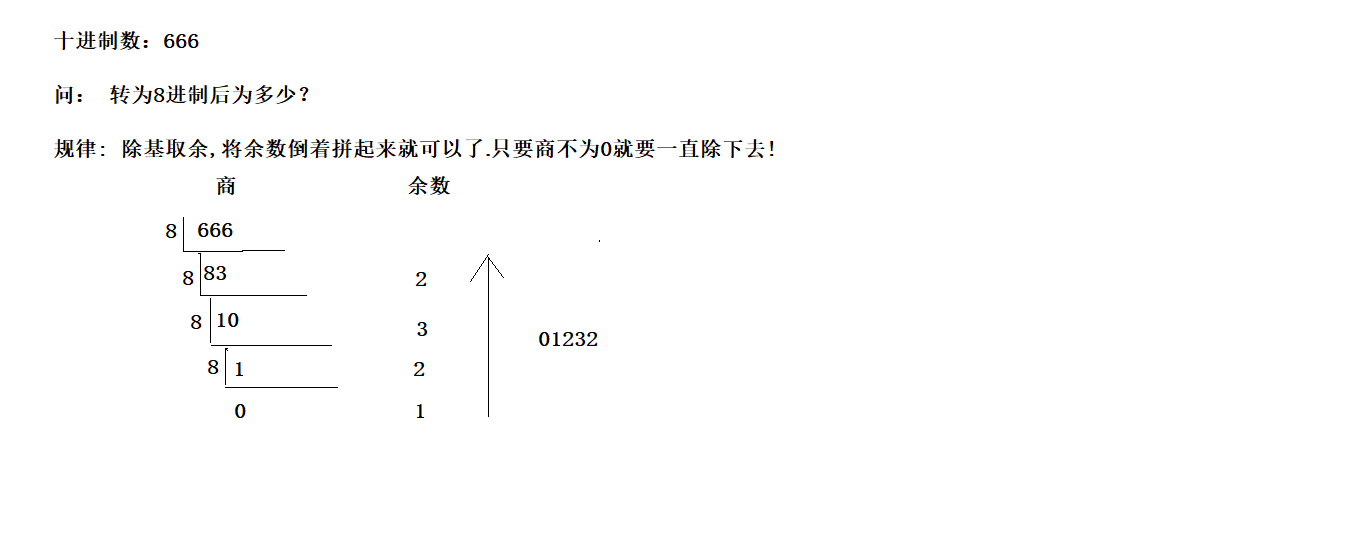 十进制数：666
问： 转为8进制后为多少？
规律: 除基取余,将余数倒着拼起来就可以了.只要商不为0就要一直除下去!
商 余数
8 666
8 83 2
8 10 3
01232
8 1 2
0 1